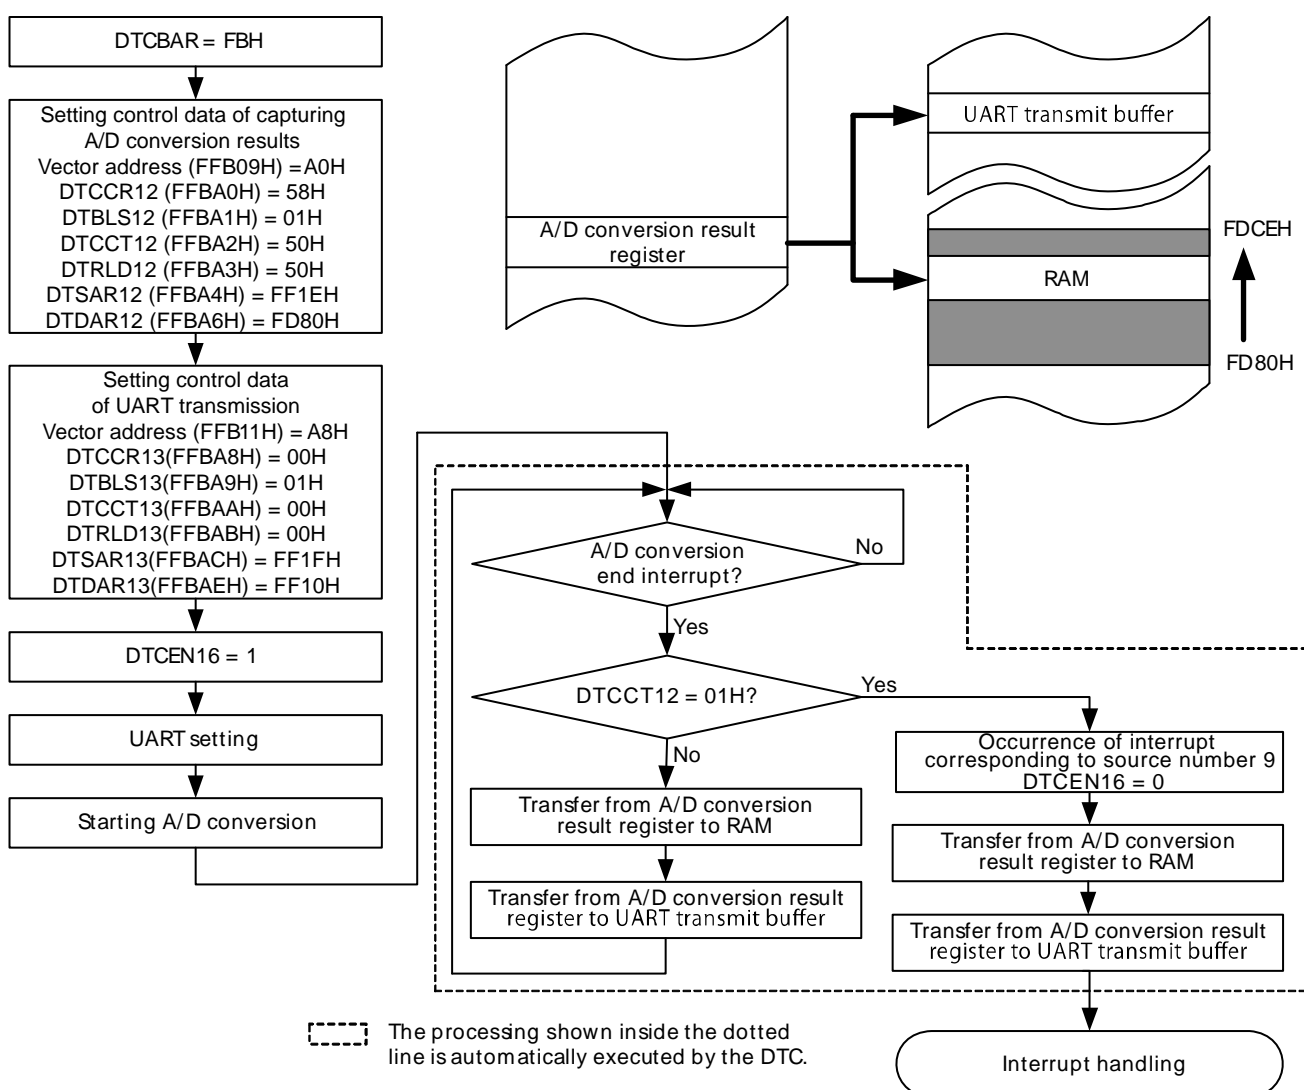 DTCBAR = FBH
Setting control data of capturing
A/D conversion results
Vector address (FFB09H) = A0H
DTCCR12 (FFBA0H) = 58H
DTBLS12 (FFBA1H) = 01H
DTCCT12 (FFBA2H) = 50H
DTRLD12 (FFBA3H) = 50H
DTSAR12 (FFBA4H) = FF1EH
DTDAR12 (FFBA6H) = FD80H
Setting control data
of UART transmission
Vector address (FFB11H) = A8H
DTCCR13(FFBA8H) = 00H
DTBLS13(FFBA9H) = 01H
DTCCT13(FFBAAH) = 00H
DTRLD13(FFBABH) = 00H
DTSAR13(FFBACH) = FF1FH
DTDAR13(FFBAEH) = FF10H
DTCEN16 = 1
UART setting
Starting A/D conversion
A/D conversion result
register
UART transmit buffer
RAM
FDCEH
FD80H
A/D conversion
end interrupt?
No
Yes
DTCCT12 = 01H?
Yes
No
Transfer from A/D conversion
result register to RAM
Transfer from A/D conversion result
register to UART transmit buffer
Occurrence of interrupt
corresponding to source number 9
DTCEN16 = 0
Transfer from A/D conversion
result register to RAM
Transfer from A/D conversion result
register to UART transmit buffer
Interrupt handling
The processing shown inside the dotted
line is automatically executed by the DTC.